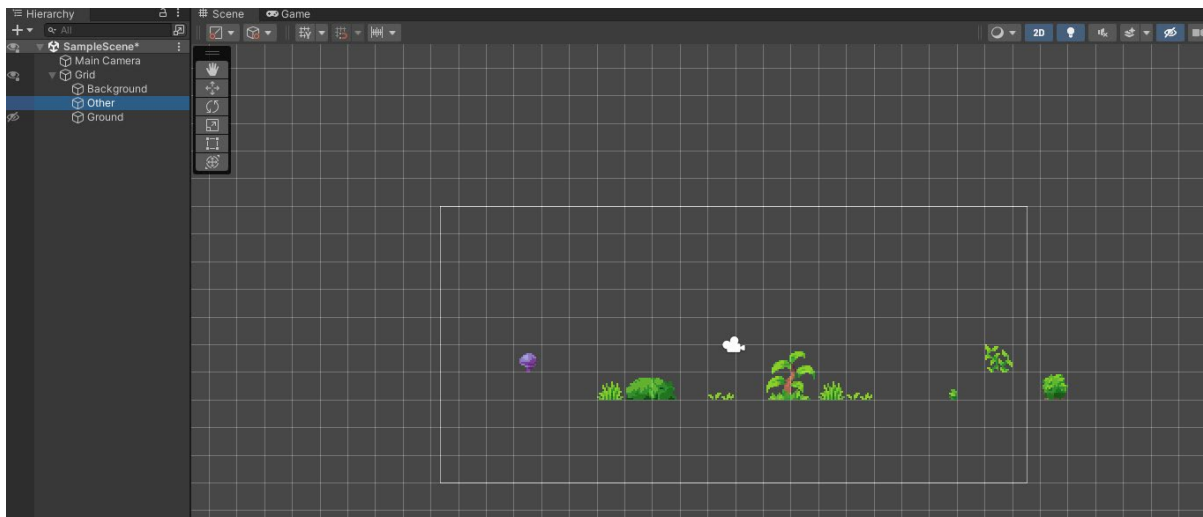 Hierarchy
All
SampleScene*
Main Camera
Grid
Background
Other
Ground
Scene
Game
2D